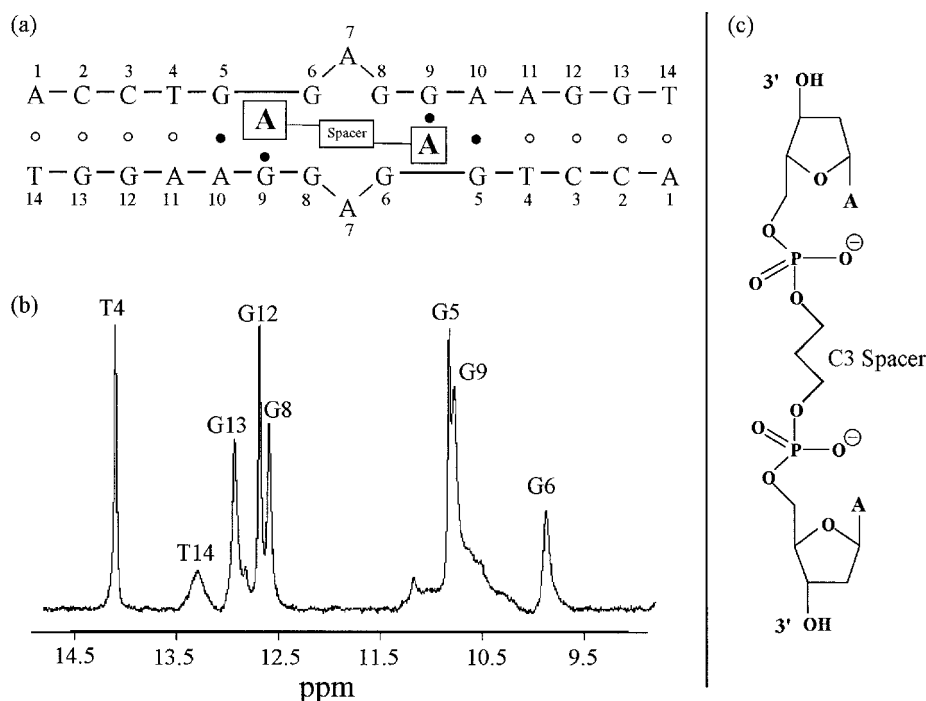 (a)
7
1 2 3 4 5 6 A 8 9 10 11 12 13 14
A C C T G G G G A A G G T
A Spacer A
T G G A A G G G G T C C A
14 13 12 11 10 9 8 A 6 5 4 3 2 1
7
(b)
T4 G12 G5
G9
G13 G8
G6
T14
14.5 13.5 12.5 11.5 10.5 9.5
ppm
(c)
3' OH
O
A
O
P O ⊖
O
O
C3 Spacer
O
O ⊖
P O
O
A
O
3' OH